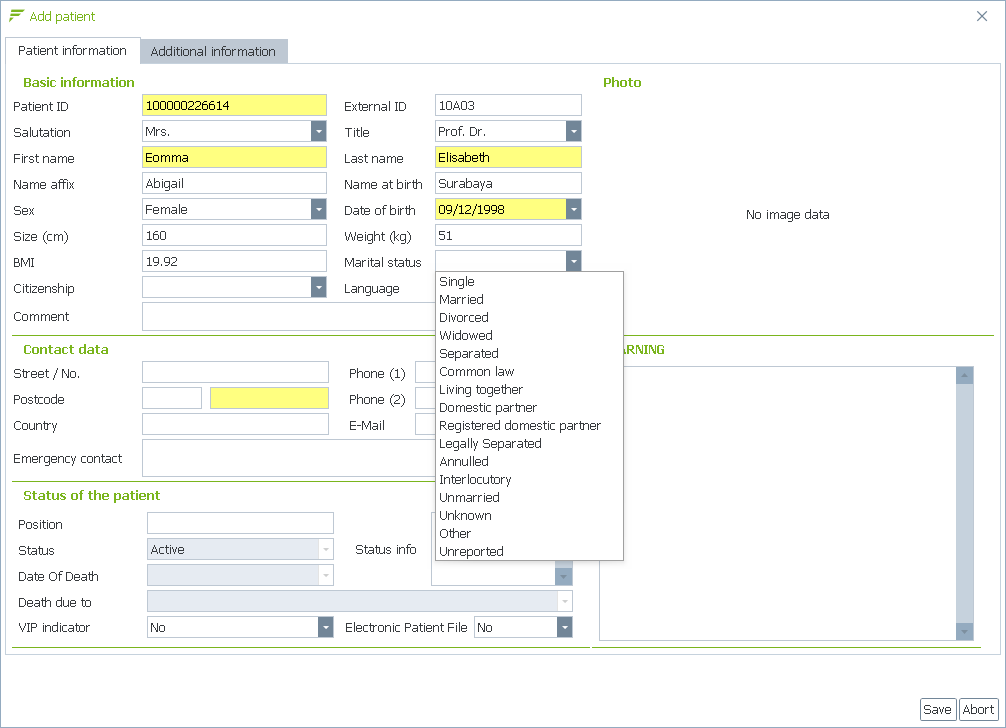 Add patient
Patient information
Additional information
Basic information
Photo
Patient ID 100000226614 External ID 10A03
Salutation Mrs. Title Prof. Dr.
First name Eomma Last name Elisabeth
Name affix Abigail Name at birth Surabaya
Sex Female Date of birth 09/12/1998
No image data
Size (cm) 160 Weight (kg) 51
BMI 19.92 Marital status
Citizenship Language
Comment
Single
Married
Divorced
Widowed
Separated
Common law
Living together
Domestic partner
Registered domestic partner
Legally Separated
Annulled
Interlocutory
Unmarried
Unknown
Other
Unreported
Contact data
ARNING
Street / No. Phone (1)
Postcode Phone (2)
Country E-Mail
Emergency contact
Status of the patient
Position
Status Active Status info
Date Of Death
Death due to
VIP indicator No Electronic Patient File No
Save Abort